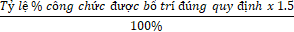 Tỷ lệ % công chức được bố trí đúng quy định x 1.5
100%